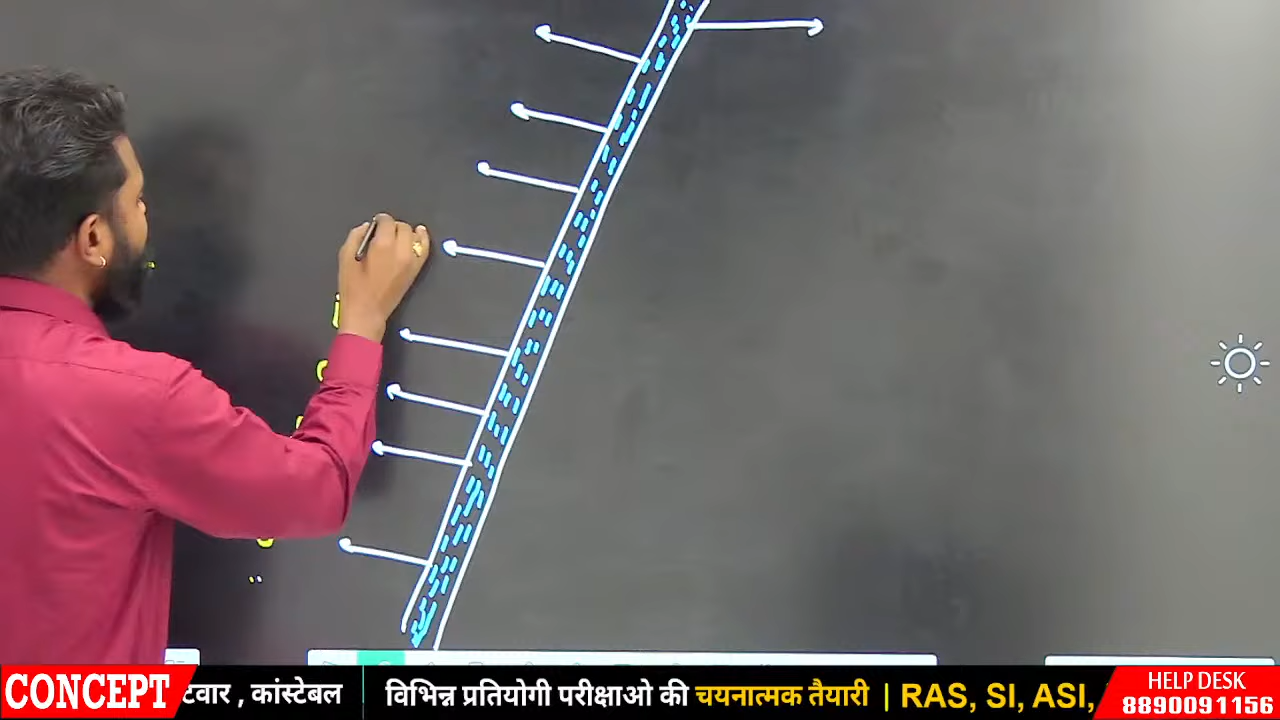 CONCEPT
टवार , कांस्टेबल
विभिन्न प्रतियोगी परीक्षाओ की चयनात्मक तैयारी | RAS, SI, ASI,
HELP DESK
8890091156